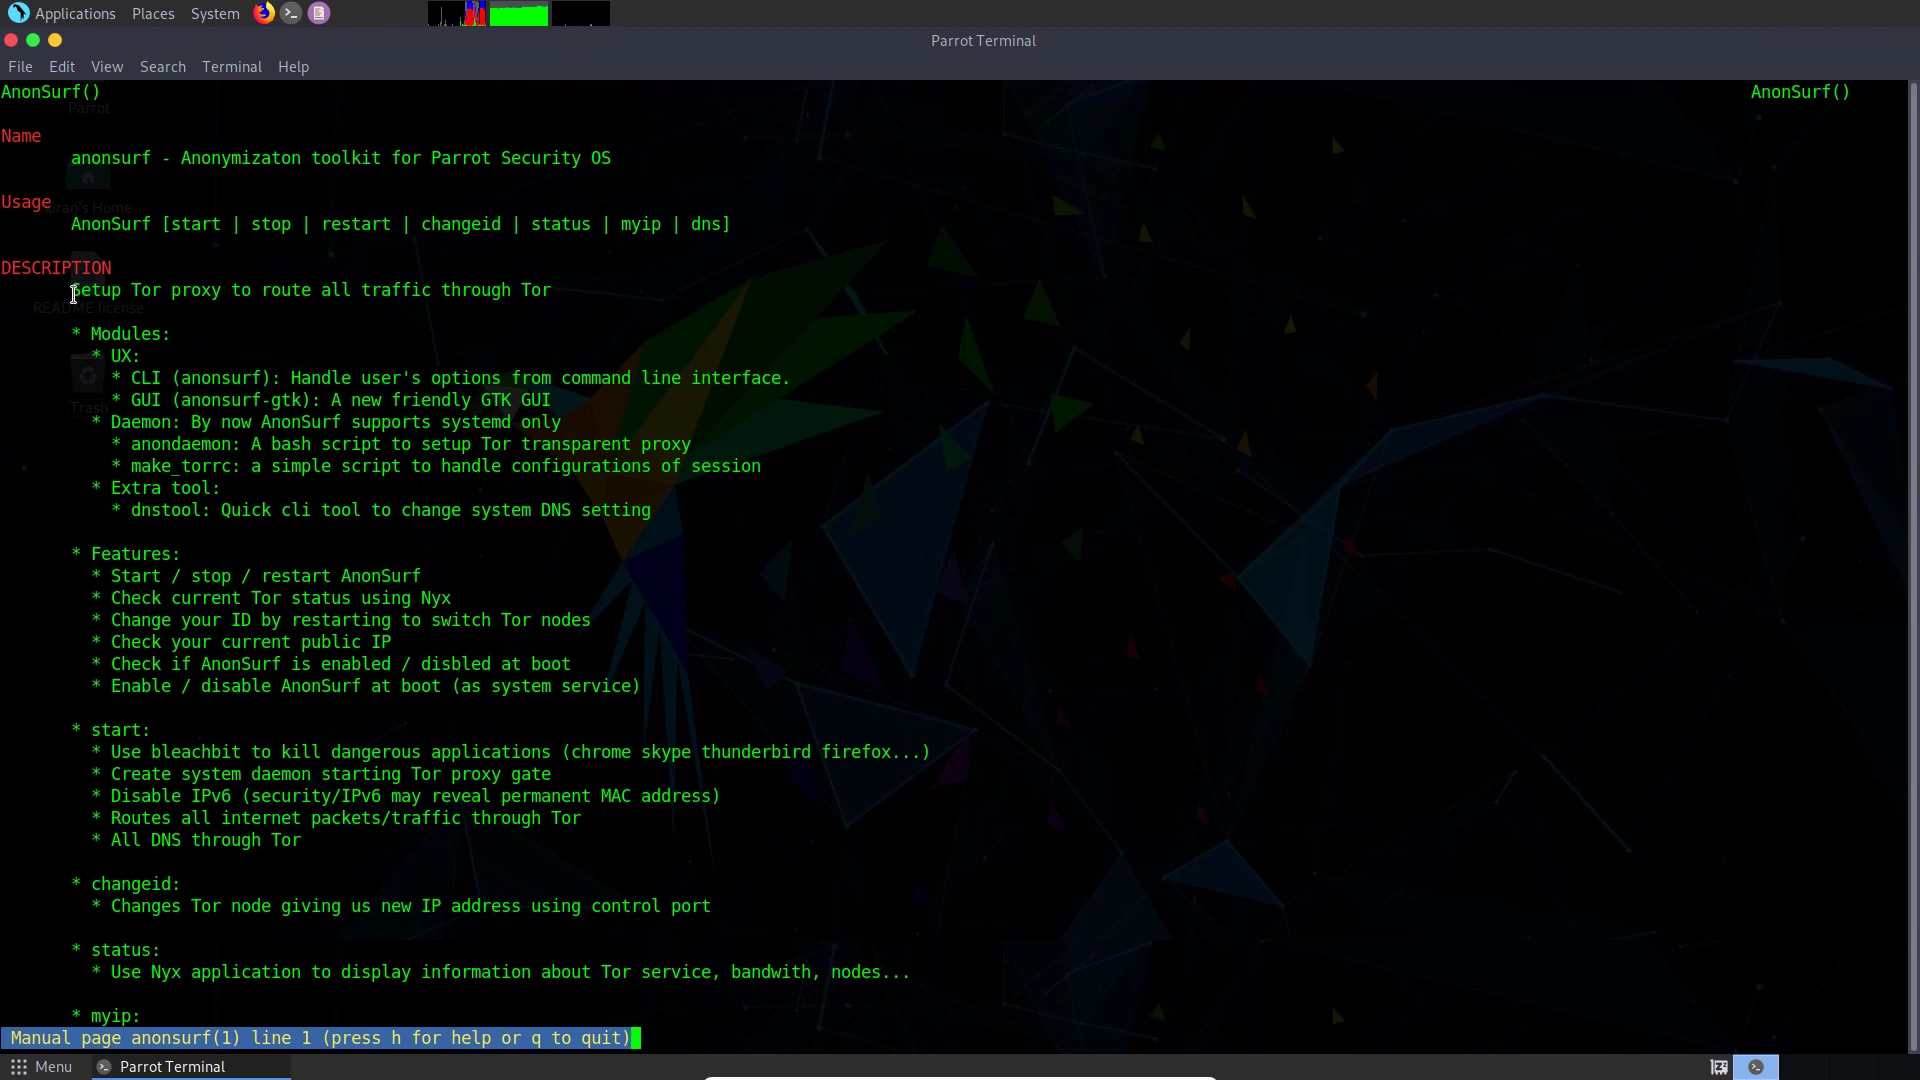 Applications Places System
Parrot Terminal
File Edit View Search Terminal Help
AnonSurf() AnonSurf()
Parrot
Name
anonsurf - Anonymizaton toolkit for Parrot Security OS
Usage
kiran's Home
AnonSurf [start | stop | restart | changeid | status | myip | dns]
DESCRIPTION
Setup Tor proxy to route all traffic through Tor
README.license
* Modules:
* UX:
* CLI (anonsurf): Handle user's options from command line interface.
* GUI (anonsurf-gtk): A new friendly GTK GUI
Trash
* Daemon: By now AnonSurf supports systemd only
* anondaemon: A bash script to setup Tor transparent proxy
* make_torrc: a simple script to handle configurations of session
* Extra tool:
* dnstool: Quick cli tool to change system DNS setting
* Features:
* Start / stop / restart AnonSurf
* Check current Tor status using Nyx
* Change your ID by restarting to switch Tor nodes
* Check your current public IP
* Check if AnonSurf is enabled / disbled at boot
* Enable / disable AnonSurf at boot (as system service)
* start:
* Use bleachbit to kill dangerous applications (chrome skype thunderbird firefox...)
* Create system daemon starting Tor proxy gate
* Disable IPv6 (security/IPv6 may reveal permanent MAC address)
* Routes all internet packets/traffic through Tor
* All DNS through Tor
* changeid:
* Changes Tor node giving us new IP address using control port
* status:
* Use Nyx application to display information about Tor service, bandwith, nodes...
* myip:
Manual page anonsurf(1) line 1 (press h for help or q to quit)
Menu Parrot Terminal